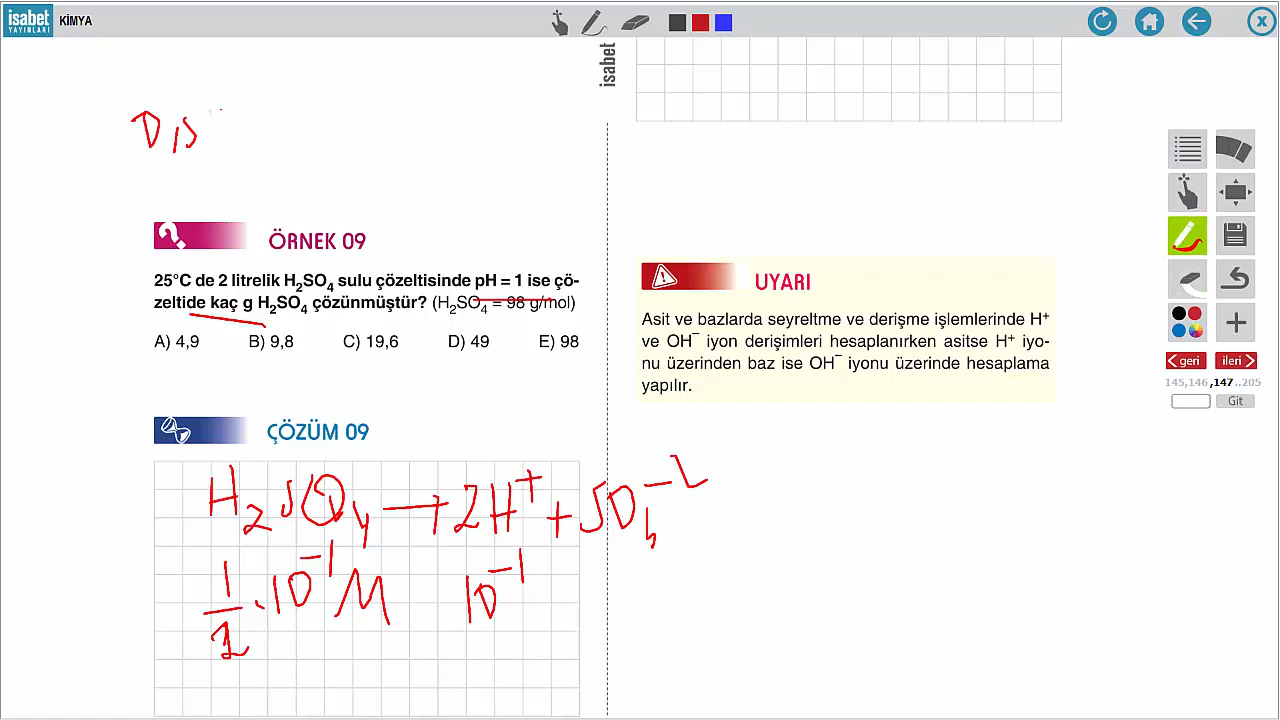 isabet
YAYINLARI
KİMYA
isabet
ÖRNEK 09
25°C de 2 litrelik H₂SO₄ sulu çözeltisinde pH = 1 ise çö-
zeltide kaç g H₂SO₄ çözünmüştür? (H₂SO₄ = 98 g/mol)
A) 4,9 B) 9,8 C) 19,6 D) 49 E) 98
ÇÖZÜM 09
H₂SO₄ → 2H⁺ + SO₄⁻²
1/2 . 10⁻¹ M 10⁻¹
UYARI
Asit ve bazlarda seyreltme ve derişme işlemlerinde H⁺
ve OH⁻ iyon derişimleri hesaplanırken asitse H⁺ iyo-
nu üzerinden baz ise OH⁻ iyonu üzerinde hesaplama
yapılır.
geri ileri
145,146 ,147 ..205
Git